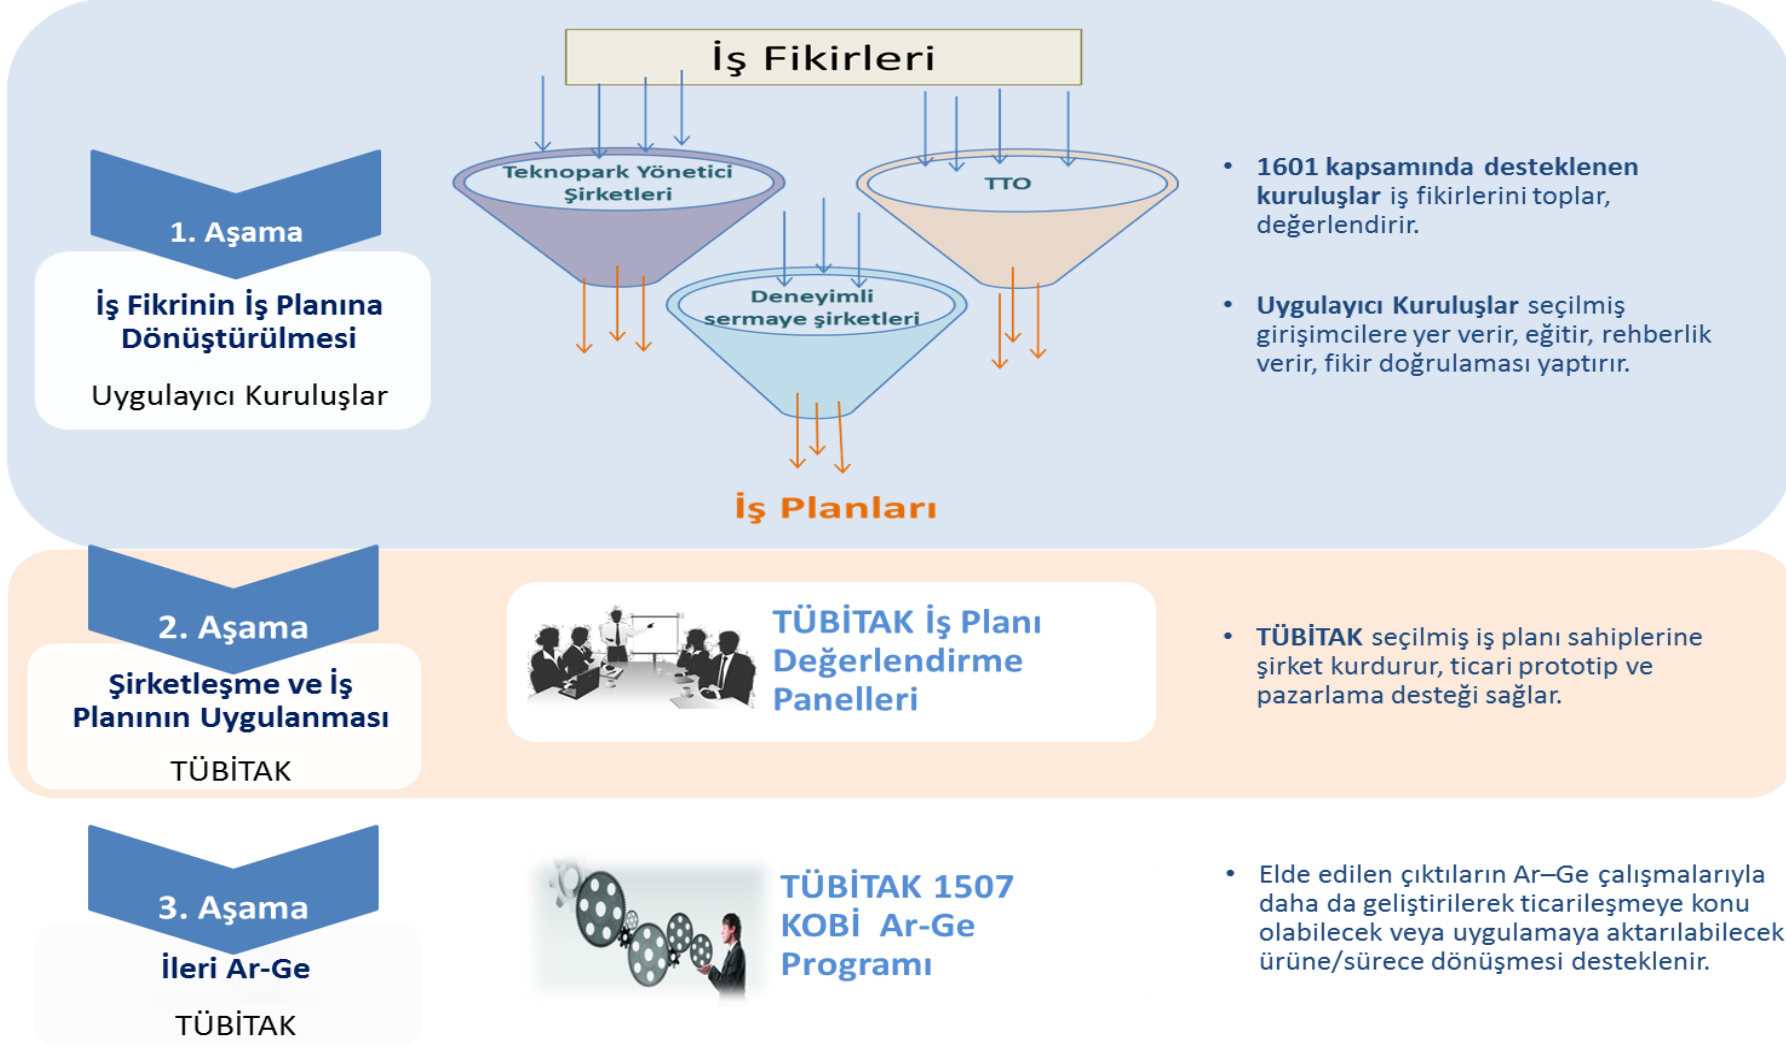 İş Fikirleri
Teknopark Yönetici
Şirketleri
TTO
Deneyimli
sermaye şirketleri
İş Planları
1. Aşama
İş Fikrinin İş Planına
Dönüştürülmesi
Uygulayıcı Kuruluşlar
• 1601 kapsamında desteklenen
kuruluşlar iş fikirlerini toplar,
değerlendirir.
• Uygulayıcı Kuruluşlar seçilmiş
girişimcilere yer verir, eğitir, rehberlik
verir, fikir doğrulaması yaptırır.
2. Aşama
Şirketleşme ve İş
Planının Uygulanması
TÜBİTAK
TÜBİTAK İş Planı
Değerlendirme
Panelleri
• TÜBİTAK seçilmiş iş planı sahiplerine
şirket kurdurur, ticari prototip ve
pazarlama desteği sağlar.
3. Aşama
İleri Ar-Ge
TÜBİTAK
TÜBİTAK 1507
KOBİ Ar-Ge
Programı
• Elde edilen çıktıların Ar–Ge çalışmalarıyla
daha da geliştirilerek ticarileşmeye konu
olabilecek veya uygulamaya aktarılabilecek
ürüne/sürece dönüşmesi desteklenir.